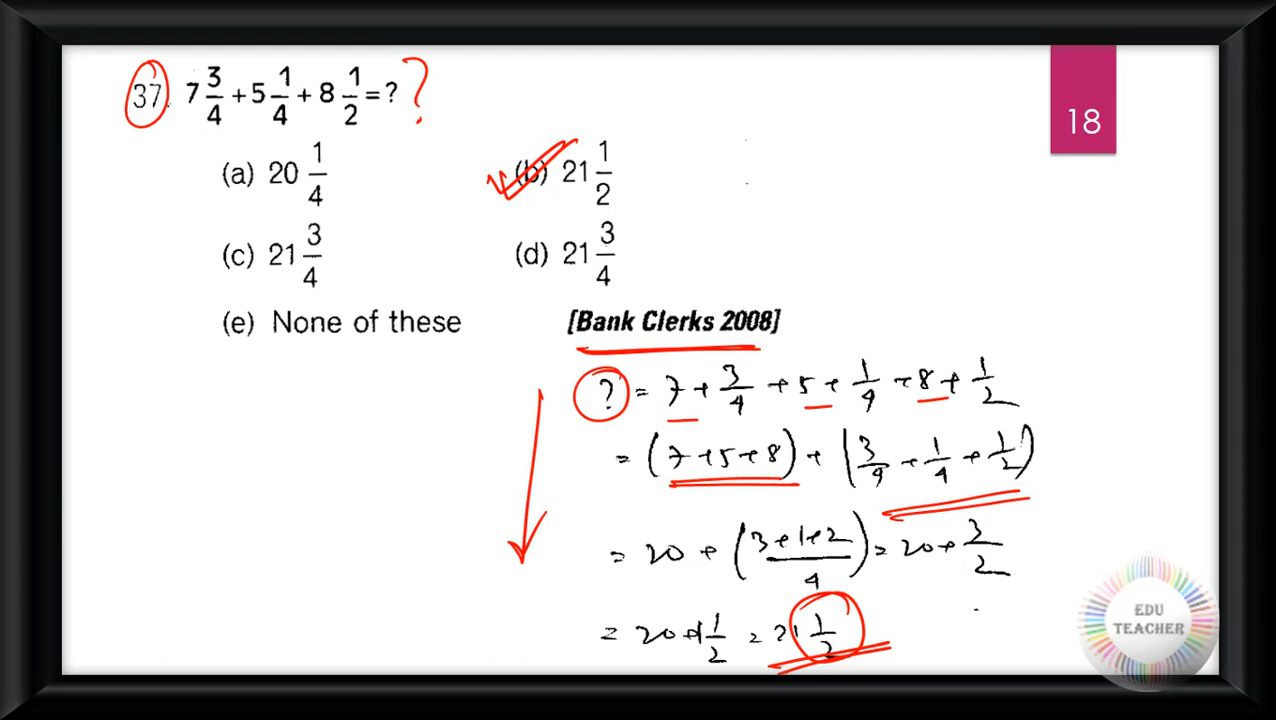 37. 7 3/4 + 5 1/4 + 8 1/2 = ? ?
18
(a) 20 1/4
(b) 21 1/2
(c) 21 3/4
(d) 21 3/4
(e) None of these
[Bank Clerks 2008]
? = 7 + 3/4 + 5 + 1/4 + 8 + 1/2
= (7+5+8) + (3/4 + 1/4 + 1/2)
= 20 + (3+1+2/4) = 20 + 3/2
= 20 + 1 1/2 = 21 1/2
EDU
TEACHER